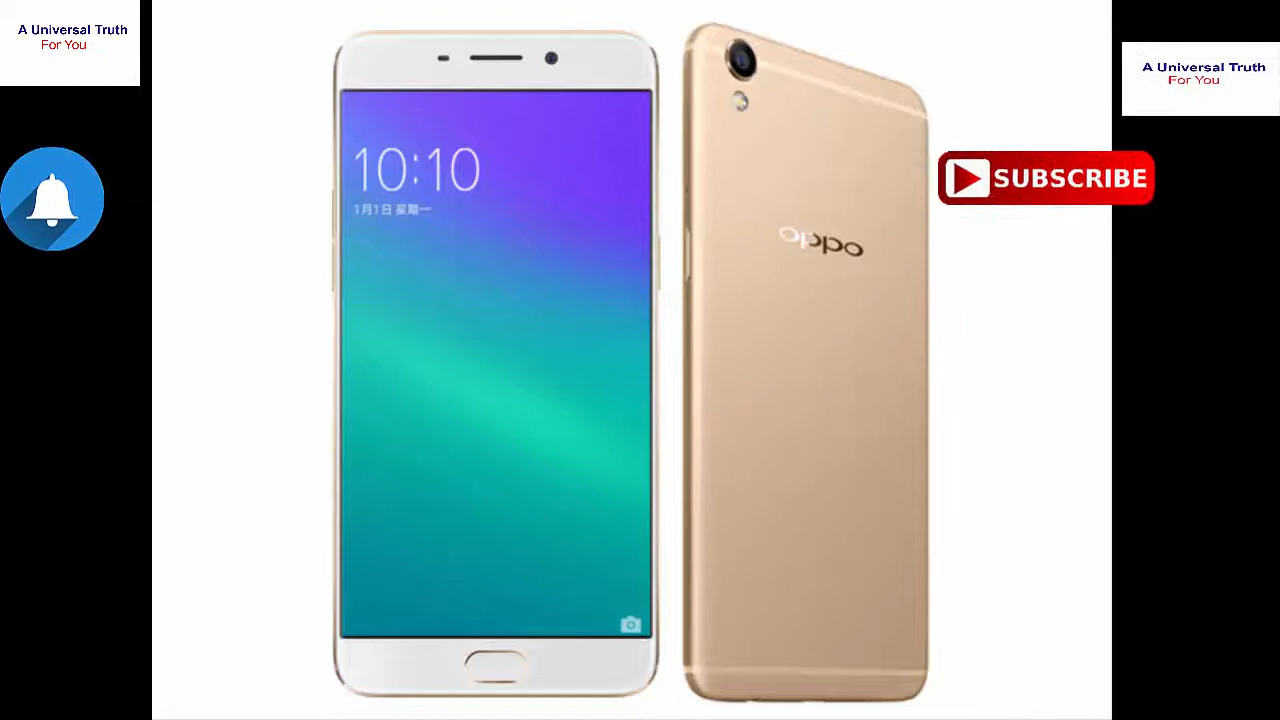 A Universal Truth
For You
A Universal Truth
For You
SUBSCRIBE
10:10
1月1日 星期一
oppo